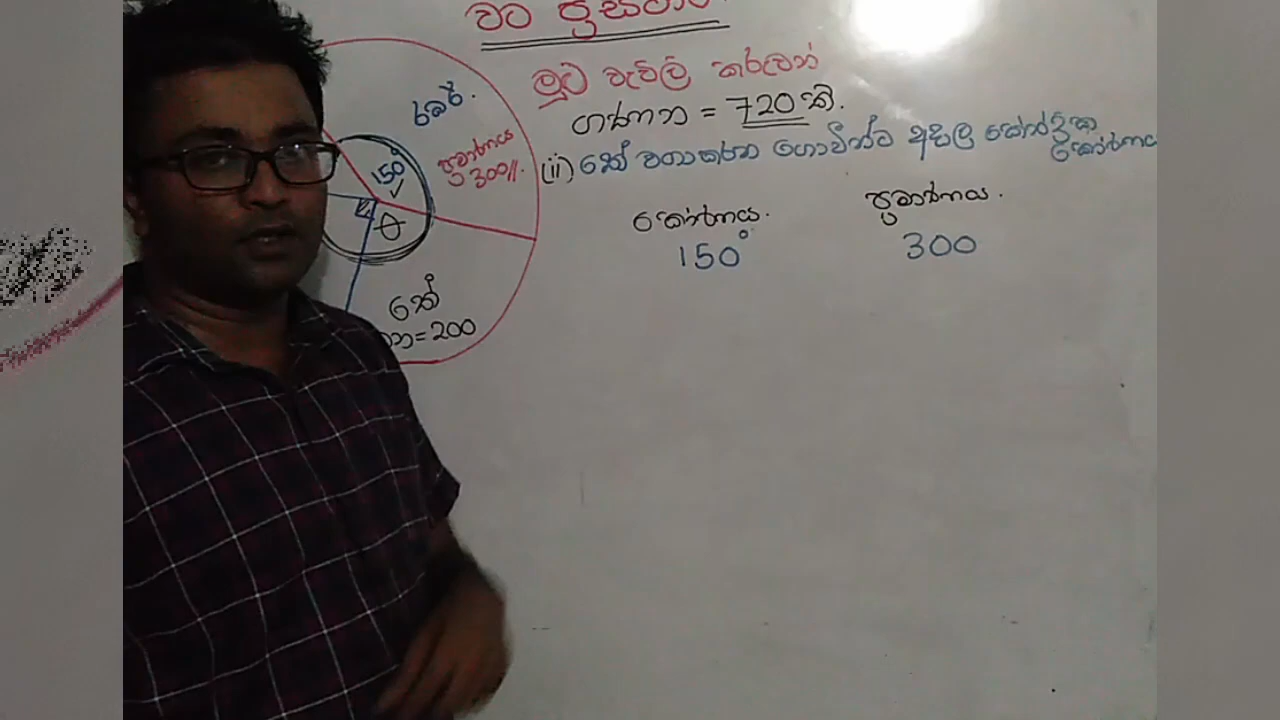 වට ප්‍රස්ථාර
මුළු වැවිලි කරුවන්
ගණන = 720 කි.
(ii) තේ වගාකරන ගොවීන්ට අදාල කේන්ද්‍රික
කෝණය
කෝණය.
ප්‍රමාණය.
150°
300
රබර්.
ප්‍රමාණය
300//.
150
θ
තේ
න=200